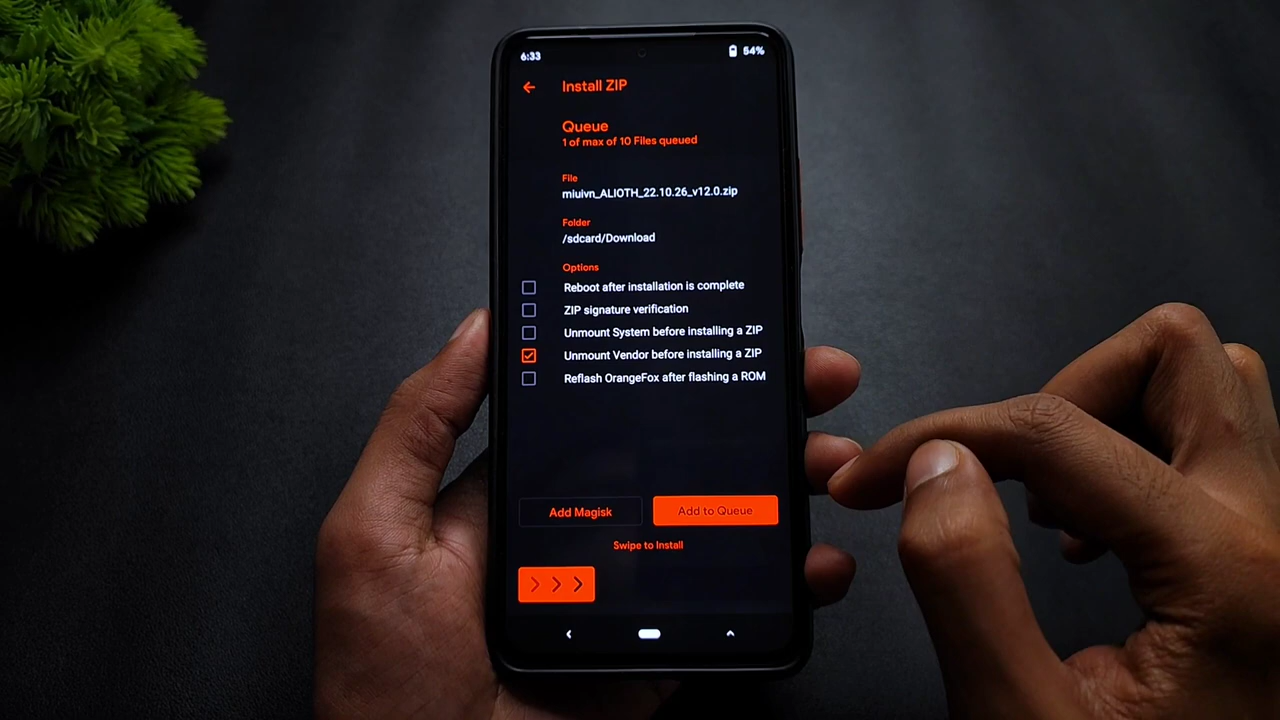 6:33
54%
Install ZIP
Queue
1 of max of 10 Files queued
File
miuivn_ALIOTH_22.10.26_v12.0.zip
Folder
/sdcard/Download
Options
Reboot after installation is complete
ZIP signature verification
Unmount System before installing a ZIP
Unmount Vendor before installing a ZIP
Reflash OrangeFox after flashing a ROM
Add Magisk
Add to Queue
Swipe to Install